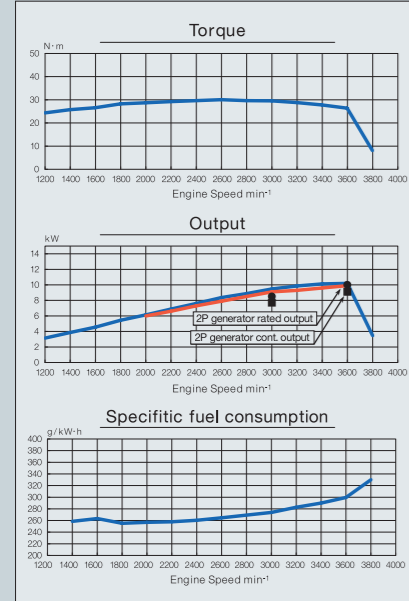 Torque
N·m
50
40
30
20
10
0
1200 1400 1600 1800 2000 2200 2400 2600 2800 3000 3200 3400 3600 3800 4000
Engine Speed min-1
Output
kW
14
12
10
8
6
4
2
0
2P generator rated output
2P generator cont. output
1200 1400 1600 1800 2000 2200 2400 2600 2800 3000 3200 3400 3600 3800 4000
Engine Speed min-1
Specifitic fuel consumption
g/kW·h
400
380
360
340
320
300
280
260
240
220
200
1200 1400 1600 1800 2000 2200 2400 2600 2800 3000 3200 3400 3600 3800 4000
Engine Speed min-1